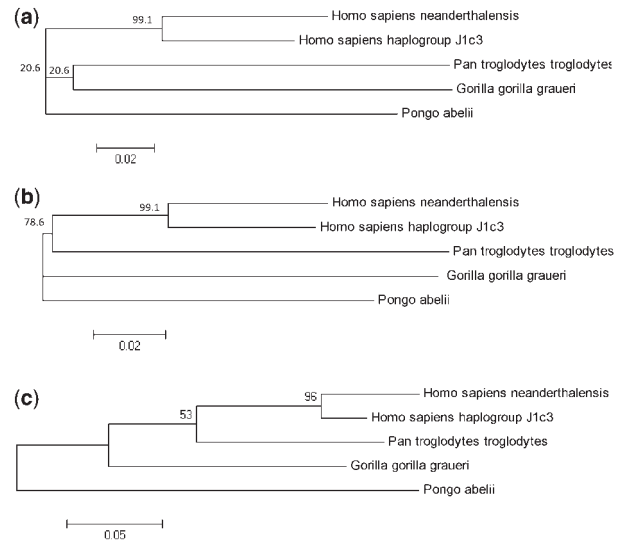 (a)
99.1
Homo sapiens neanderthalensis
Homo sapiens haplogroup J1c3
20.6
20.6
Pan troglodytes troglodytes
Gorilla gorilla graueri
Pongo abelii
0.02
(b)
78.6
99.1
Homo sapiens neanderthalensis
Homo sapiens haplogroup J1c3
Pan troglodytes troglodytes
Gorilla gorilla graueri
Pongo abelii
0.02
(c)
53
96
Homo sapiens neanderthalensis
Homo sapiens haplogroup J1c3
Pan troglodytes troglodytes
Gorilla gorilla graueri
Pongo abelii
0.05